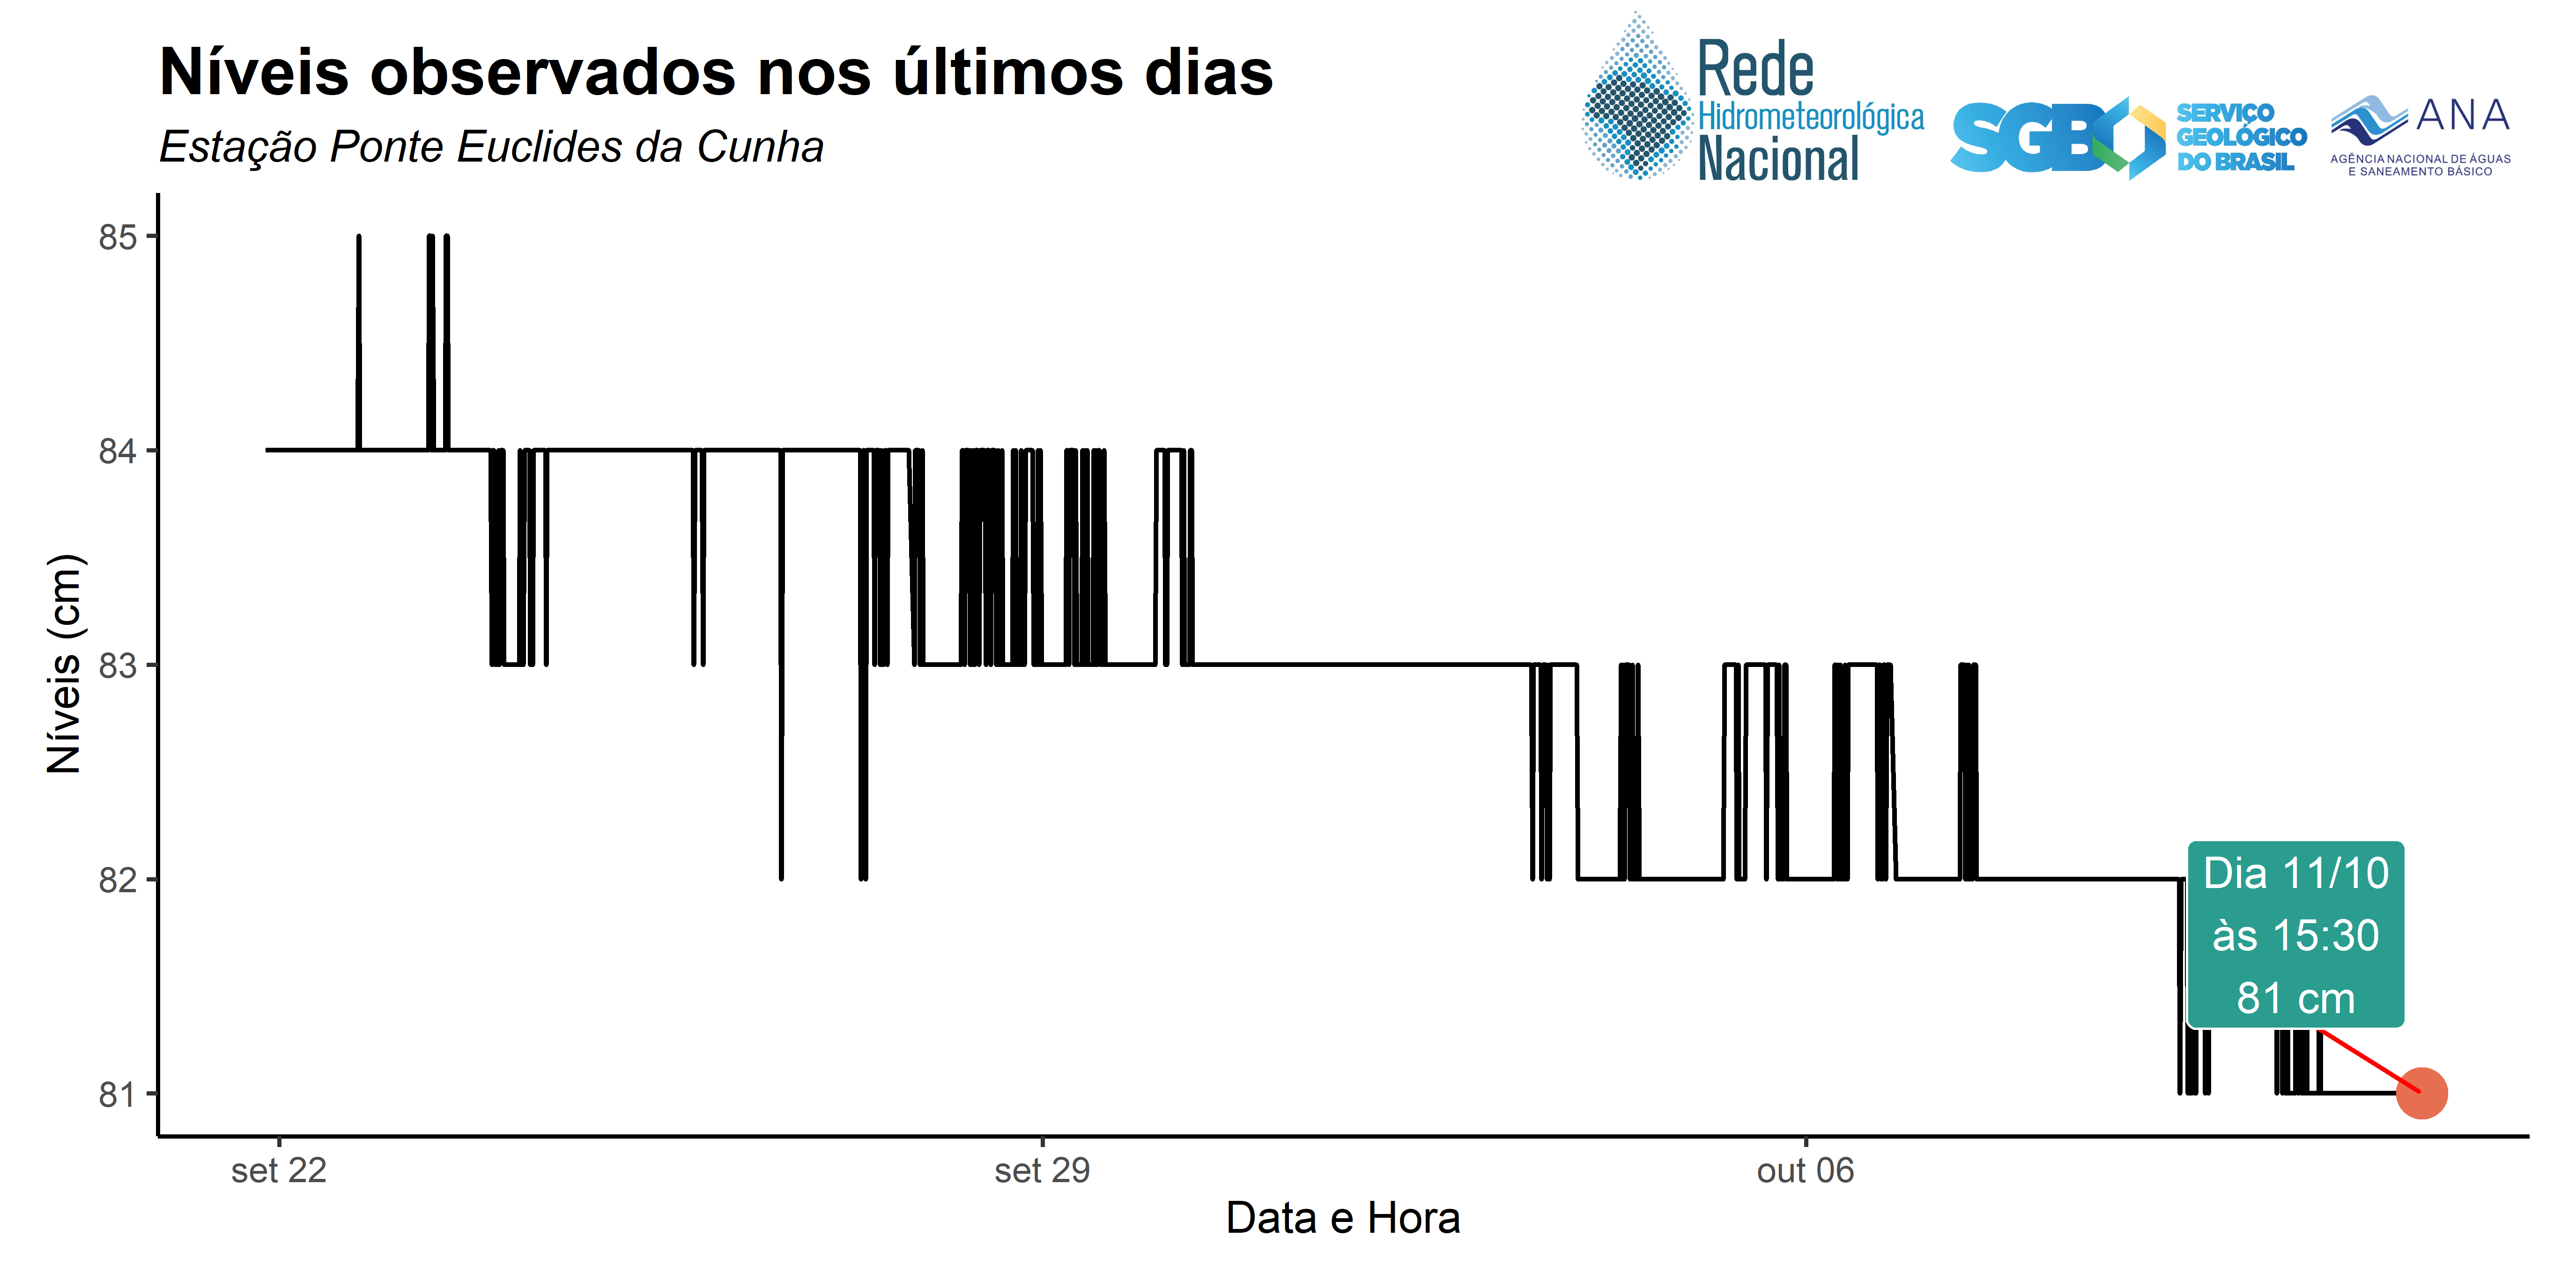 Níveis observados nos últimos dias
Estação Ponte Euclides da Cunha
Rede
Hidrometeorológica
Nacional
SGB
SERVIÇO
GEOLÓGICO
DO BRASIL
ANA
AGÊNCIA NACIONAL DE ÁGUAS
E SANEAMENTO BÁSICO
Níveis (cm)
85
84
83
82
81
Dia 11/10
às 15:30
81 cm
set 22
set 29
out 06
Data e Hora